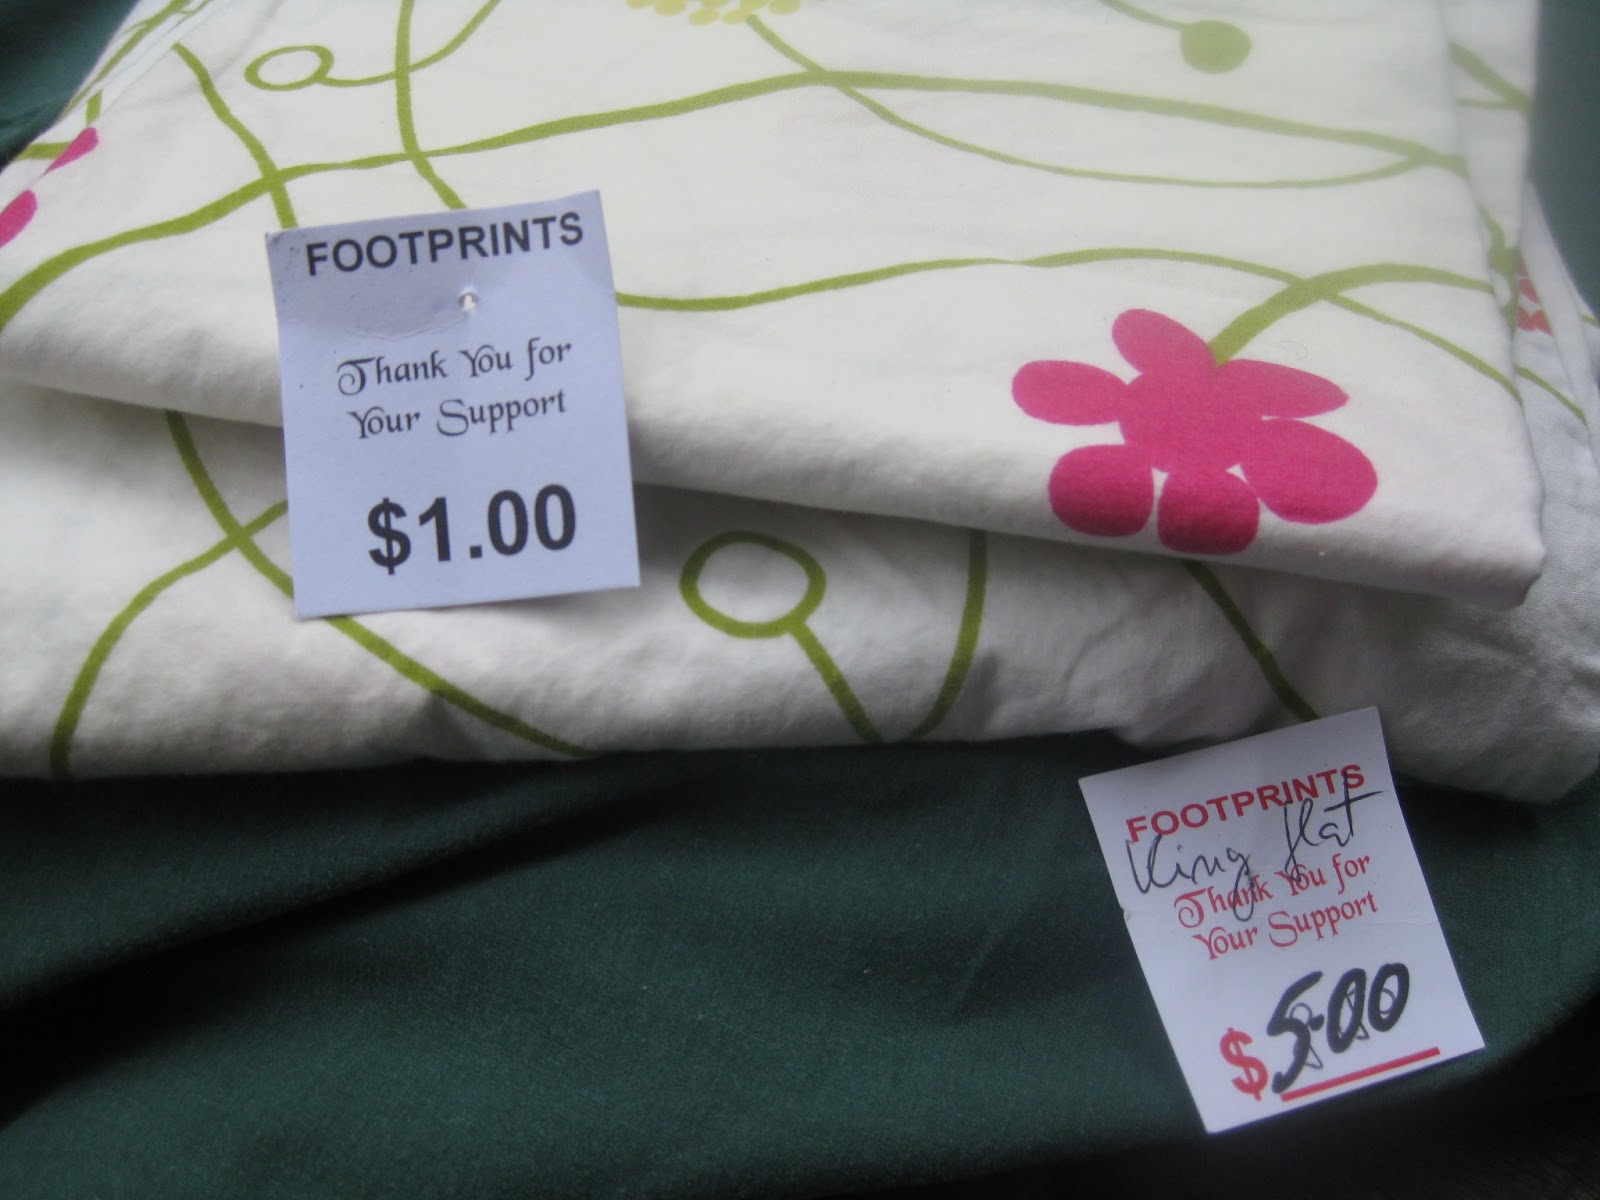 FOOTPRINTS
Thank You for
Your Support
$1.00
FOOTPRINTS
King flat
Thank You for
Your Support
$5.00